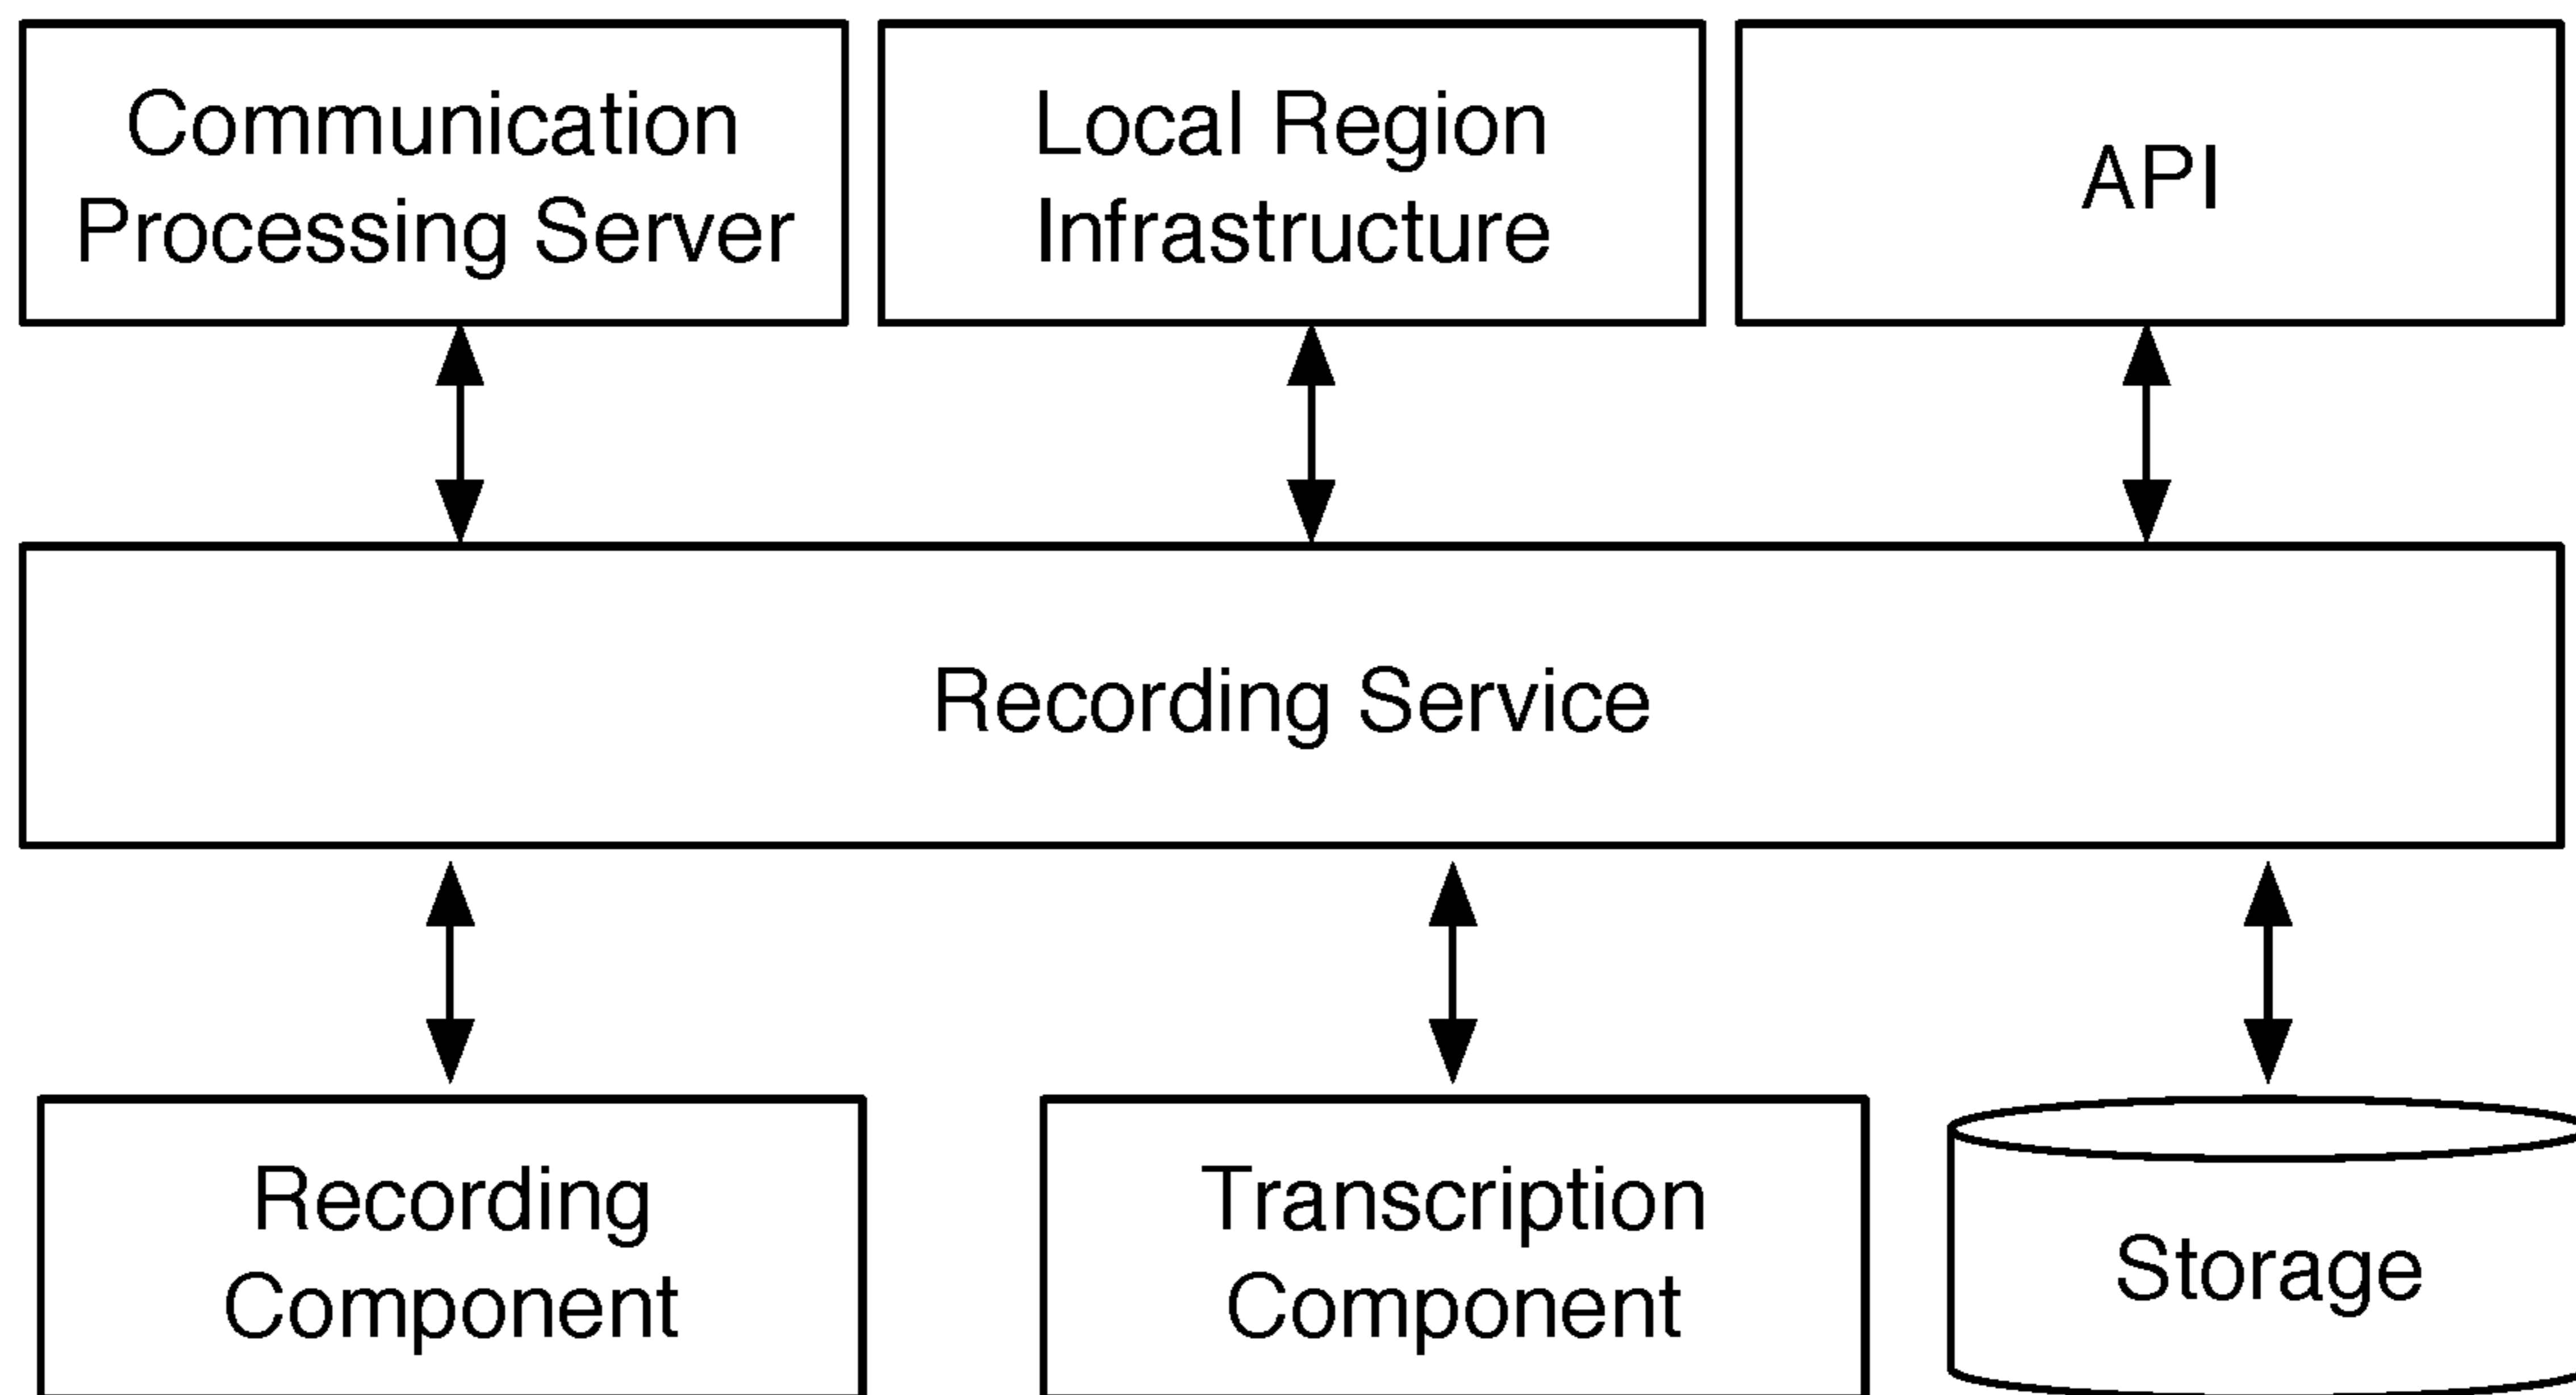 Communication
Processing Server
Local Region
Infrastructure
API
Recording Service
Recording
Component
Transcription
Component
Storage